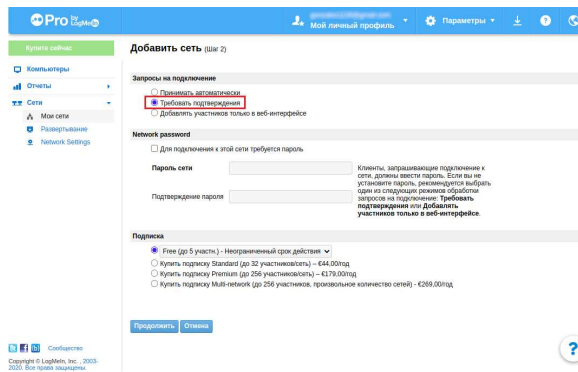 Pro by LogMeIn
Мой личный профиль
Параметры
?
Купите сейчас
Добавить сеть (Шаг 2)
Компьютеры
Отчеты
Сети
Мои сети
Развертывание
Network Settings
Запросы на подключение
Принимать автоматически
Требовать подтверждения
Добавлять участников только в веб-интерфейсе
Network password
Для подключения к этой сети требуется пароль
Пароль сети
Клиенты, запрашивающие подключение к
сети, должны ввести пароль. Если вы не
установите пароль, рекомендуется выбрать
один из следующих режимов обработки
запросов на подключение: Требовать
подтверждения или Добавлять
участников только в веб-интерфейсе.
Подтверждение пароля
Подписка
Free (до 5 участн.) - Неограниченный срок действия
Купить подписку Standard (до 32 участников/сеть) – €44,00/год
Купить подписку Premium (до 256 участников/сеть) – €179,00/год
Купить подписку Multi-network (до 256 участников, произвольное количество сетей) - €269,00/год
Продолжить Отмена
Сообщество
Copyright © LogMeIn, Inc. , 2003-
2020. Все права защищены.
?